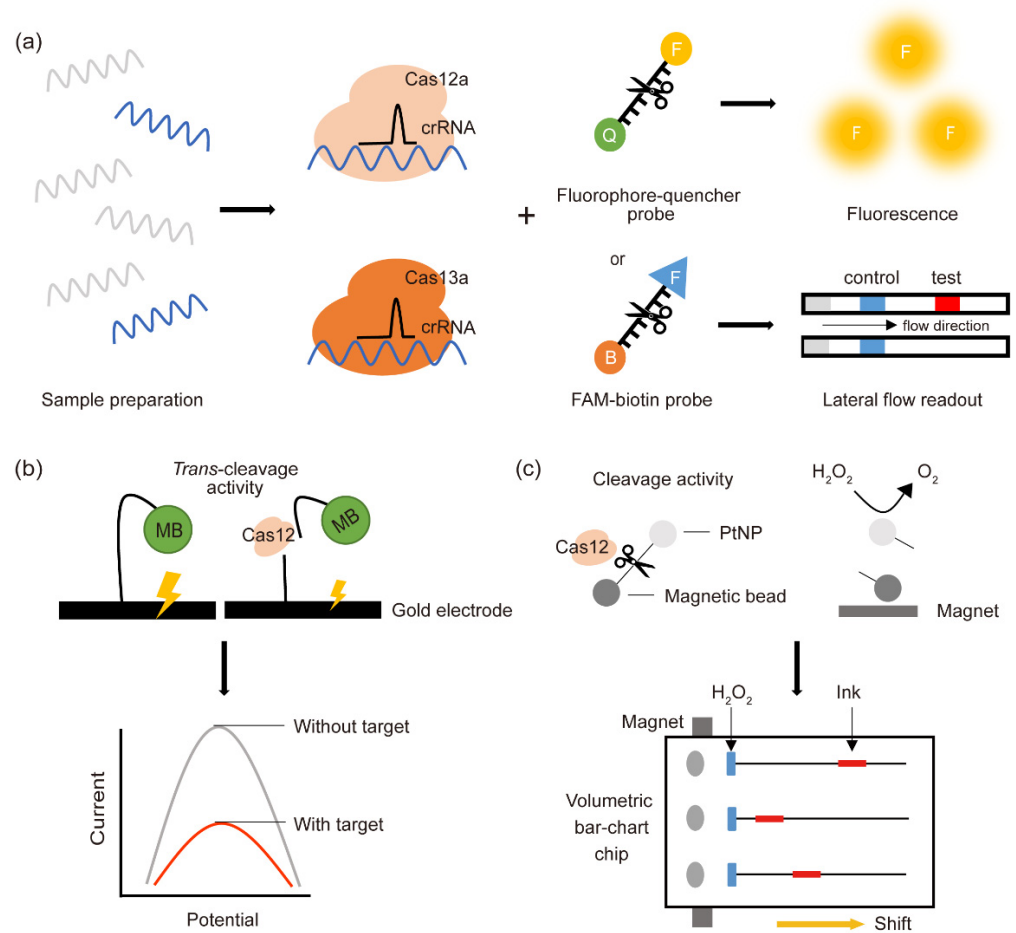 (a)
Cas12a
crRNA
Cas13a
crRNA
Sample preparation
+
F
Q
Fluorophore-quencher
probe
or
F
B
FAM-biotin probe
F
F
F
Fluorescence
control test
flow direction
Lateral flow readout
(b)
Trans-cleavage
activity
MB
Cas12
MB
Gold electrode
Without target
With target
Current
Potential
(c)
Cleavage activity
Cas12
PtNP
Magnetic bead
H₂O₂
O₂
Magnet
H₂O₂
Ink
Magnet
Volumetric
bar-chart
chip
Shift